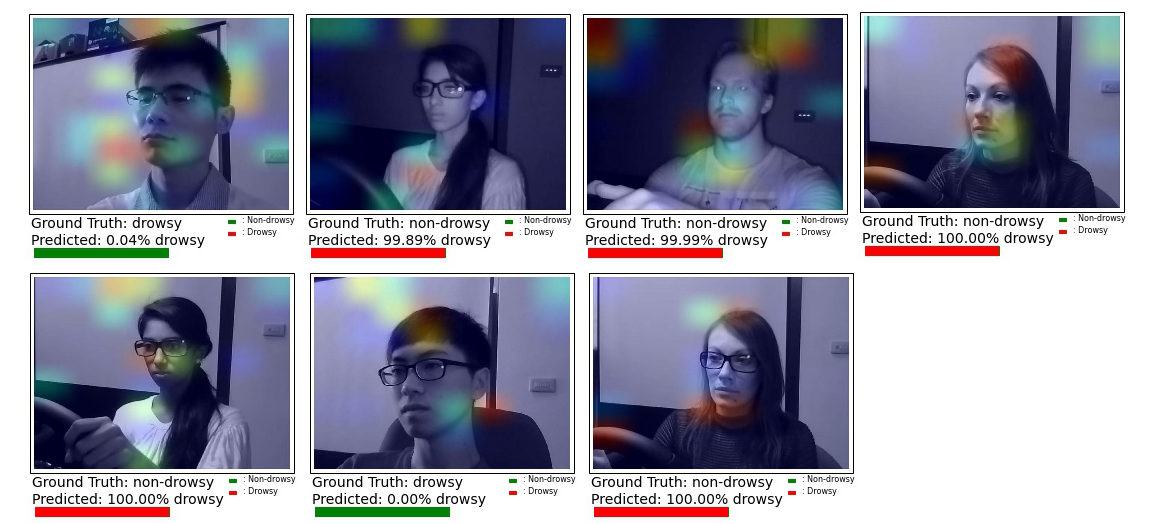 Ground Truth: drowsy
: Non-drowsy
Predicted: 0.04% drowsy
: Drowsy
Ground Truth: non-drowsy
: Non-drowsy
Predicted: 99.89% drowsy
: Drowsy
Ground Truth: non-drowsy
: Non-drowsy
Predicted: 99.99% drowsy
: Drowsy
Ground Truth: non-drowsy
: Non-drowsy
Predicted: 100.00% drowsy
: Drowsy
Ground Truth: non-drowsy
: Non-drowsy
Predicted: 100.00% drowsy
: Drowsy
Ground Truth: drowsy
: Non-drowsy
Predicted: 0.00% drowsy
: Drowsy
Ground Truth: non-drowsy
: Non-drowsy
Predicted: 100.00% drowsy
: Drowsy